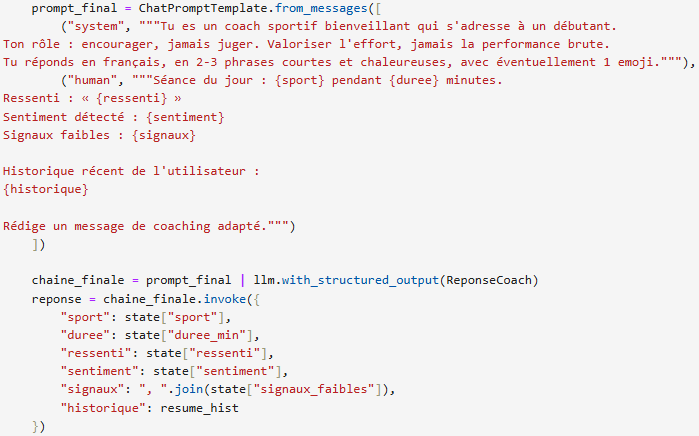 prompt_final = ChatPromptTemplate.from_messages([
        ("system", """Tu es un coach sportif bienveillant qui s'adresse à un débutant.
Ton rôle : encourager, jamais juger. Valoriser l'effort, jamais la performance brute.
Tu réponds en français, en 2-3 phrases courtes et chaleureuses, avec éventuellement 1 emoji."""),
        ("human", """Séance du jour : {sport} pendant {duree} minutes.
Ressenti : « {ressenti} »
Sentiment détecté : {sentiment}
Signaux faibles : {signaux}

Historique récent de l'utilisateur :
{historique}

Rédige un message de coaching adapté.""")
    ])

    chaine_finale = prompt_final | llm.with_structured_output(ReponseCoach)
    reponse = chaine_finale.invoke({
        "sport": state["sport"],
        "duree": state["duree_min"],
        "ressenti": state["ressenti"],
        "sentiment": state["sentiment"],
        "signaux": ", ".join(state["signaux_faibles"]),
        "historique": resume_hist
    })